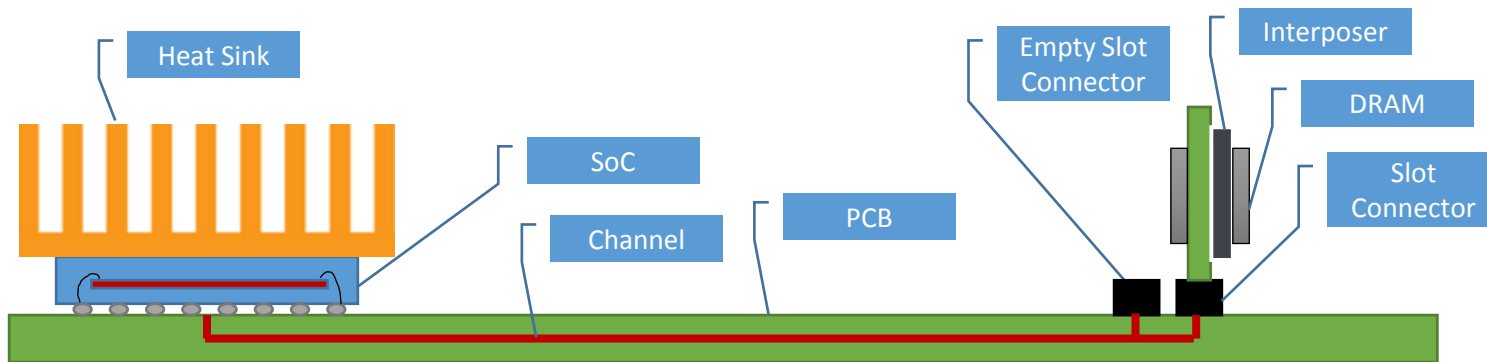 Heat Sink
Empty Slot
Connector
Interposer
DRAM
SoC
Slot
Connector
PCB
Channel